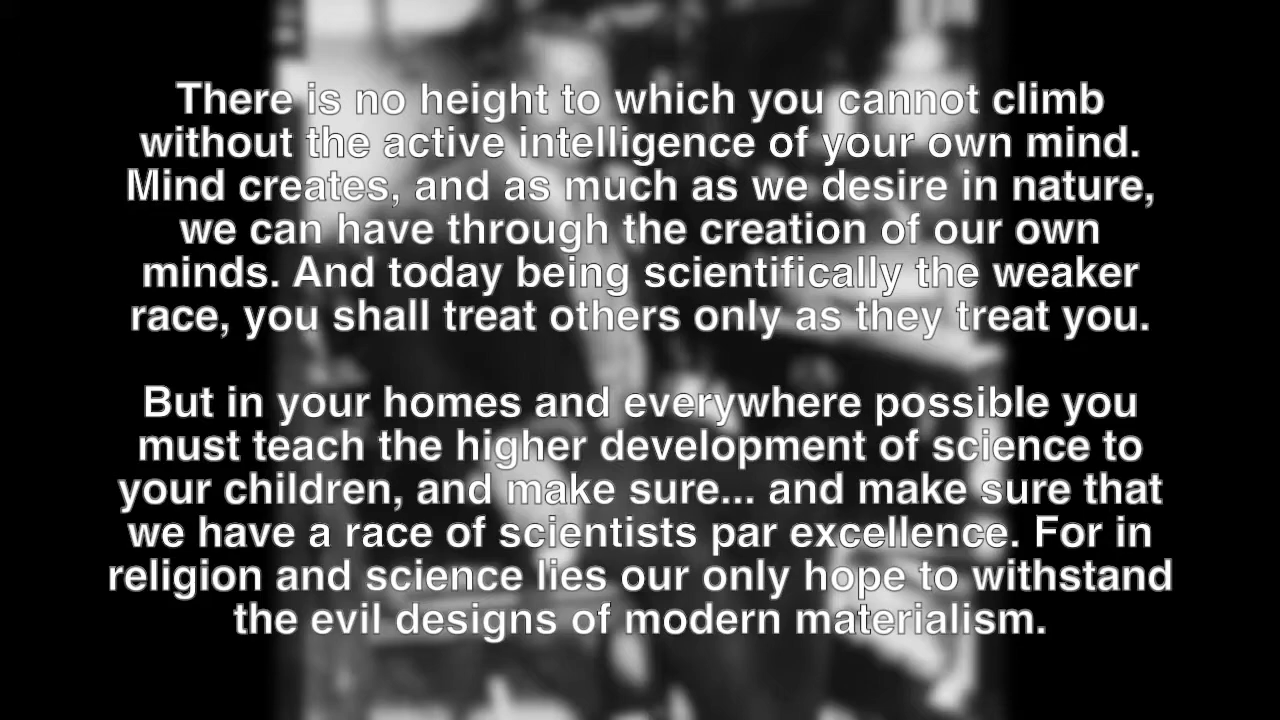 There is no height to which you cannot climb
without the active intelligence of your own mind.
Mind creates, and as much as we desire in nature,
we can have through the creation of our own
minds. And today being scientifically the weaker
race, you shall treat others only as they treat you.
But in your homes and everywhere possible you
must teach the higher development of science to
your children, and make sure... and make sure that
we have a race of scientists par excellence. For in
religion and science lies our only hope to withstand
the evil designs of modern materialism.